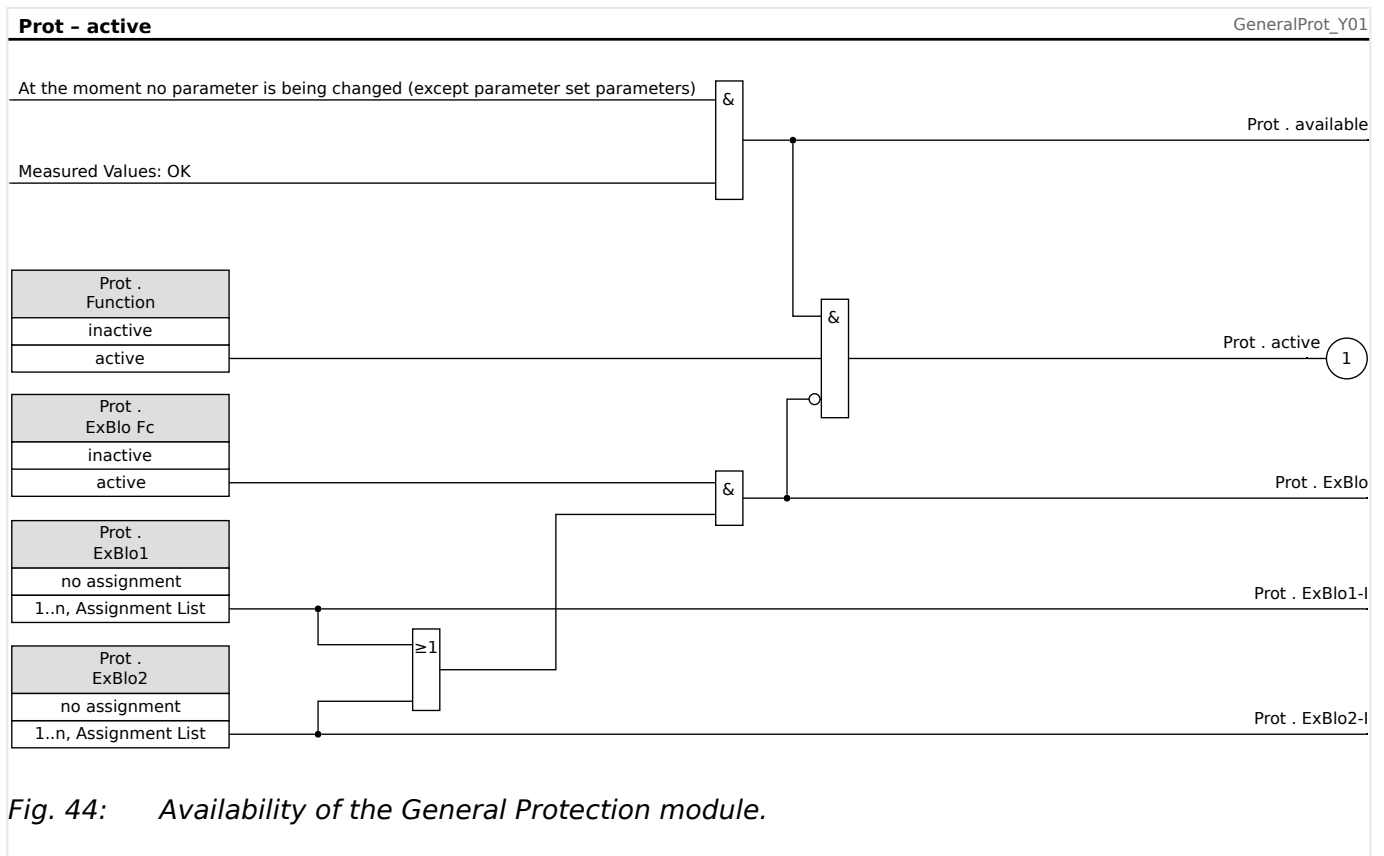 Prot – active
GeneralProt_Y01
At the moment no parameter is being changed (except parameter set parameters)
&
Prot . available
Measured Values: OK
Prot .
Function
inactive
active
&
Prot . active
1
Prot .
ExBlo Fc
inactive
active
&
Prot . ExBlo
Prot .
ExBlo1
no assignment
1..n, Assignment List
Prot . ExBlo1-I
≥1
Prot .
ExBlo2
no assignment
1..n, Assignment List
Prot . ExBlo2-I
Fig. 44: Availability of the General Protection module.